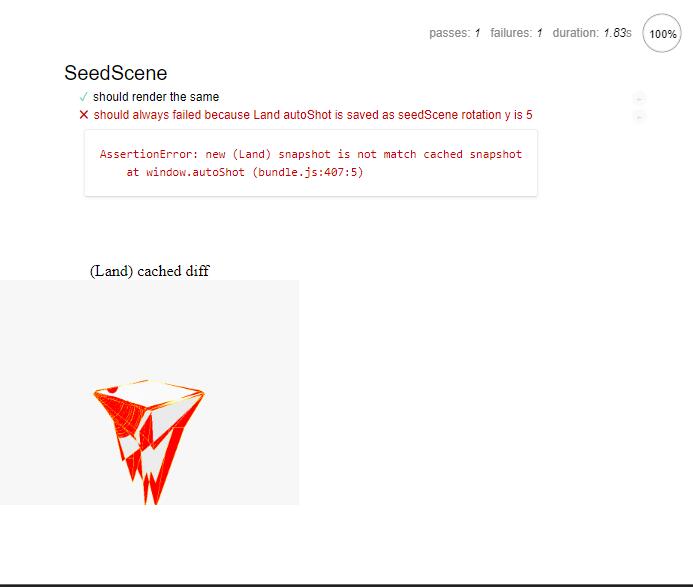 passes: 1 failures: 1 duration: 1.83s 100%
SeedScene
✓ should render the same
✕ should always failed because Land autoShot is saved as seedScene rotation y is 5
AssertionError: new (Land) snapshot is not match cached snapshot
at window.autoShot (bundle.js:407:5)
(Land) cached diff